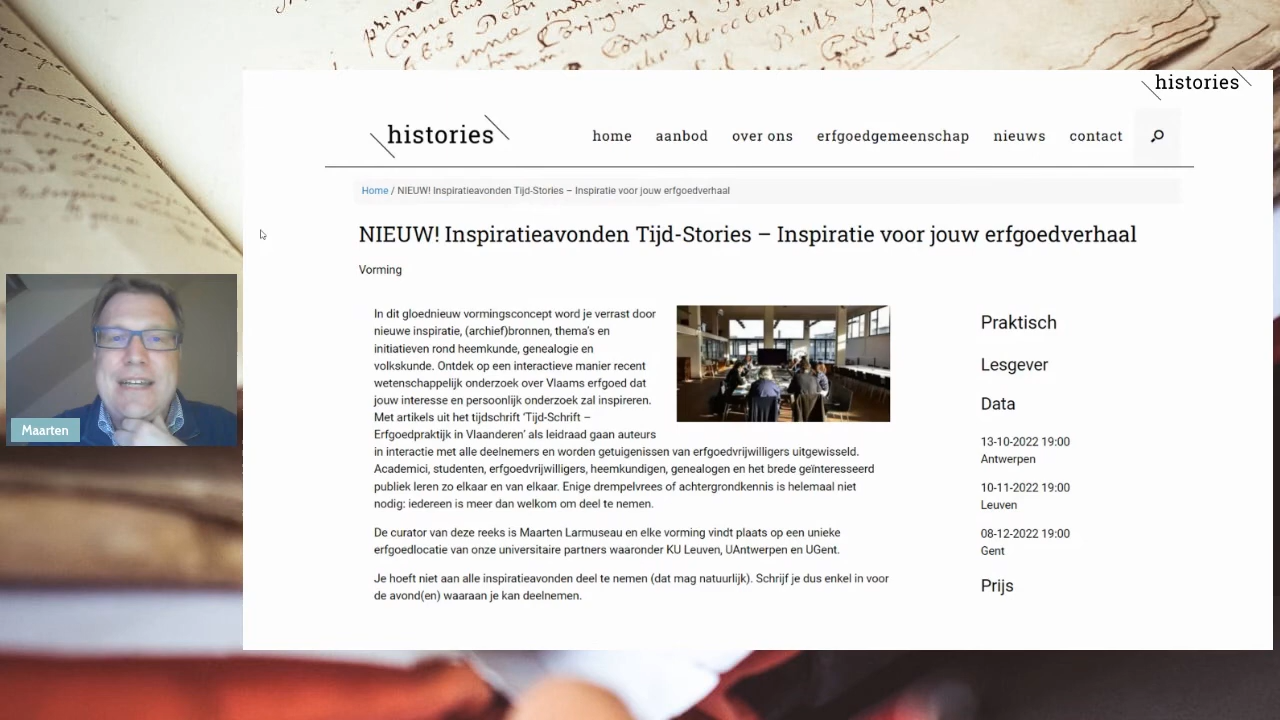 prima
Cornelius Petri
Conjugum
Cornelius
histories
histories
home aanbod over ons erfgoedgemeenschap nieuws contact
Home / NIEUW! Inspiratieavonden Tijd-Stories – Inspiratie voor jouw erfgoedverhaal
NIEUW! Inspiratieavonden Tijd-Stories – Inspiratie voor jouw erfgoedverhaal
Vorming
In dit gloednieuw vormingsconcept word je verrast door
nieuwe inspiratie, (archief)bronnen, thema's en
initiatieven rond heemkunde, genealogie en
volkskunde. Ontdek op een interactieve manier recent
wetenschappelijk onderzoek over Vlaams erfgoed dat
jouw interesse en persoonlijk onderzoek zal inspireren.
Met artikels uit het tijdschrift 'Tijd-Schrift –
Erfgoedpraktijk in Vlaanderen' als leidraad gaan auteurs
in interactie met alle deelnemers en worden getuigenissen van erfgoedvrijwilligers uitgewisseld.
Academici, studenten, erfgoedvrijwilligers, heemkundigen, genealogen en het brede geïnteresseerd
publiek leren zo elkaar en van elkaar. Enige drempelvrees of achtergrondkennis is helemaal niet
nodig: iedereen is meer dan welkom om deel te nemen.
De curator van deze reeks is Maarten Larmuseau en elke vorming vindt plaats op een unieke
erfgoedlocatie van onze universitaire partners waaronder KU Leuven, UAntwerpen en UGent.
Je hoeft niet aan alle inspiratieavonden deel te nemen (dat mag natuurlijk). Schrijf je dus enkel in voor
de avond(en) waaraan je kan deelnemen.
Praktisch
Lesgever
Data
13-10-2022 19:00
Antwerpen
10-11-2022 19:00
Leuven
08-12-2022 19:00
Gent
Prijs
Maarten